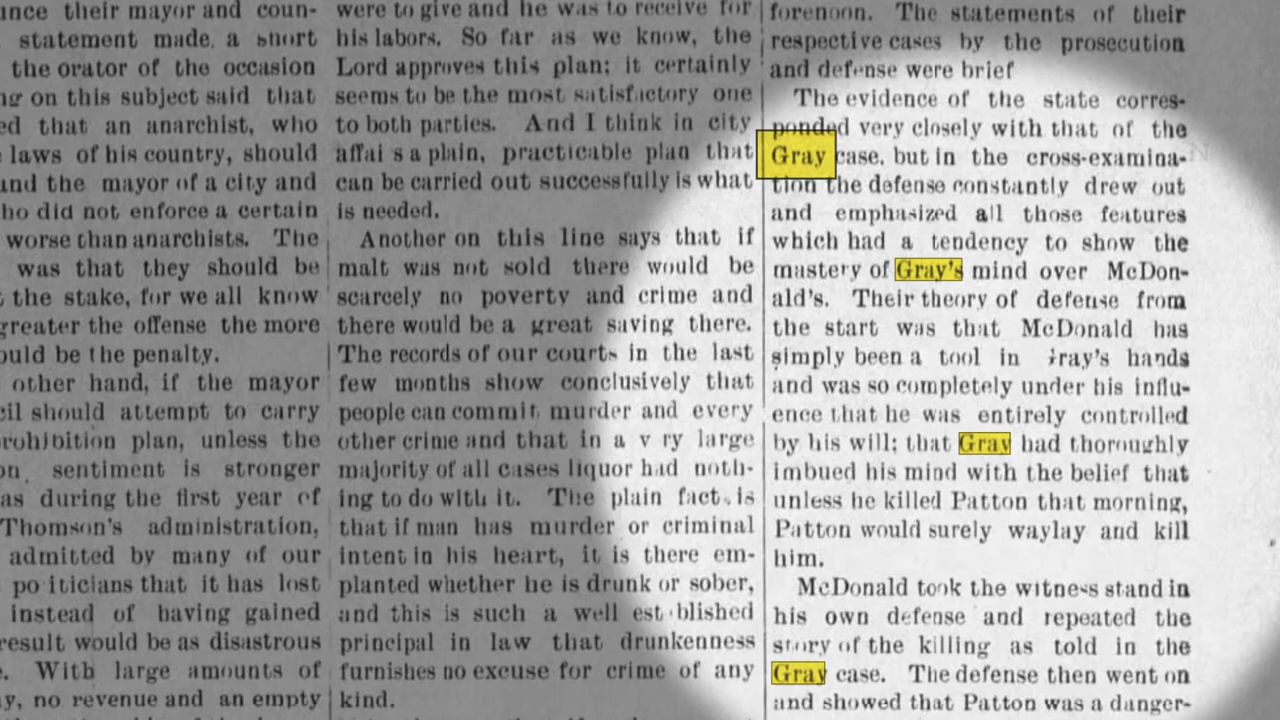 ance their mayor and coun-
statement made, a short
the orator of the occasion
on this subject said that
that an anarchist, who
laws of his country, should
and the mayor of a city and
who did not enforce a certain
worse than anarchists. The
was that they should be
the stake, for we all know
greater the offense the more
ould be the penalty.
other hand, if the mayor
cil should attempt to carry
rohibition plan, unless the
sentiment is stronger
as during the first year of
Thomson's administration,
admitted by many of our
po iticians that it has lost
instead of having gained
result would be as disastrous
With large amounts of
no revenue and an empty
were to give and he was to receive for
his labors. So far as we know, the
Lord approves this plan; it certainly
seems to be the most satisfactory one
to both parties. And I think in city
affai s a plain, practicable plan that
can be carried out successfully is what
is needed.
Another on this line says that if
malt was not sold there would be
scarcely no poverty and crime and
there would be a great saving there.
The records of our courts in the last
few months show conclusively that
people can commit murder and every
other crime and that in a v ry large
majority of all cases liquor had noth-
ing to do with it. The plain fact is
that if man has murder or criminal
intent in his heart, it is there em-
planted whether he is drunk or sober,
and this is such a well est blished
principal in law that drunkenness
furnishes no excuse for crime of any
kind.
forenoon. The statements of their
respective cases by the prosecution
and defense were brief
The evidence of the state corres-
ponded very closely with that of the
Gray case, but in the cross-examina-
tion the defense constantly drew out
and emphasized all those features
which had a tendency to show the
mastery of Gray's mind over McDon-
ald's. Their theory of defense from
the start was that McDonald has
simply been a tool in Gray's hands
and was so completely under his influ-
ence that he was entirely controlled
by his will; that Gray had thoroughly
imbued his mind with the belief that
unless he killed Patton that morning,
Patton would surely waylay and kill
him.
McDonald took the witness stand in
his own defense and repeated the
story of the killing as told in the
Gray case. The defense then went on
and showed that Patton was a danger-